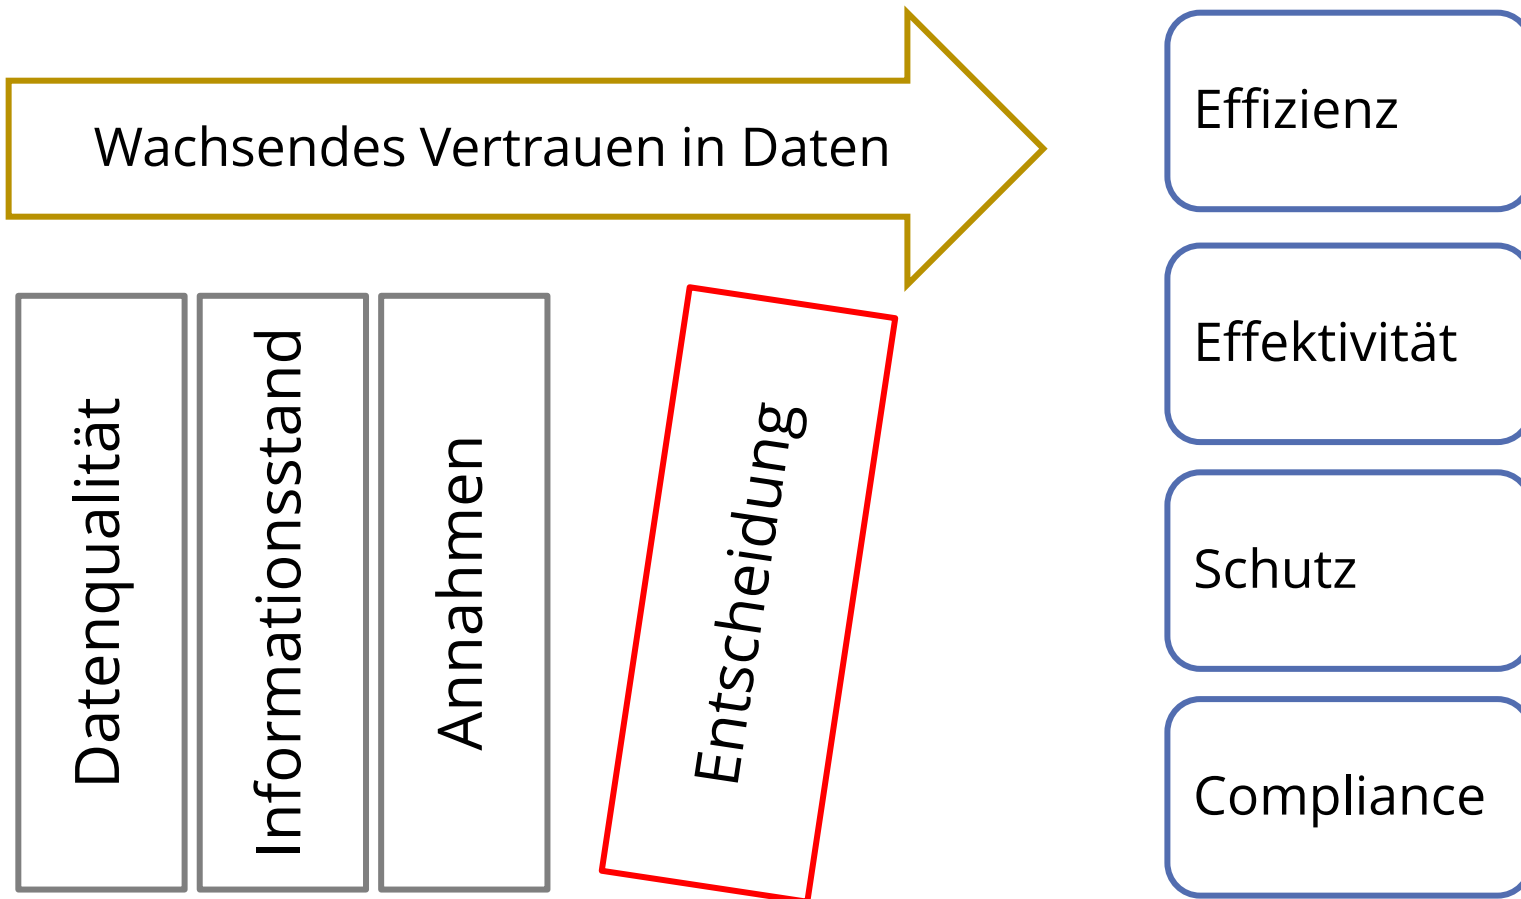 Wachsendes Vertrauen in Daten
Datenqualität
Informationsstand
Annahmen
Entscheidung
Effizienz
Effektivität
Schutz
Compliance